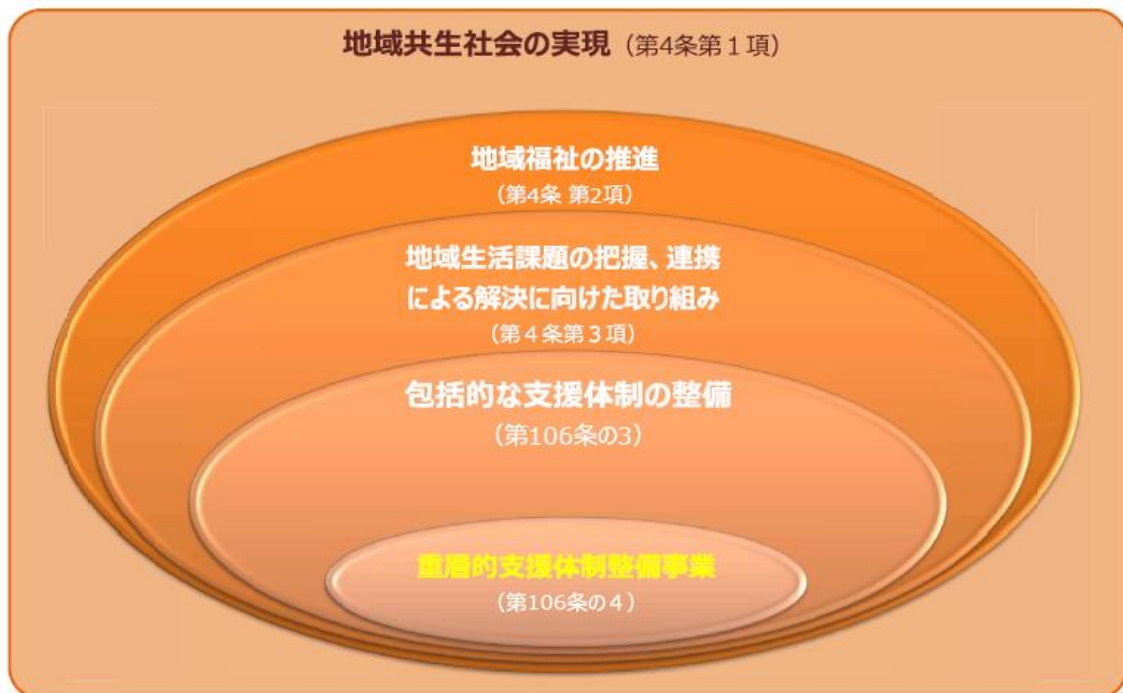 地域共生社会の実現（第4条第１項）
地域福祉の推進
（第4条 第2項）
地域生活課題の把握、連携
による解決に向けた取り組み
（第４条第３項）
包括的な支援体制の整備
（第106条の3）
重層的支援体制整備事業
（第106条の４）